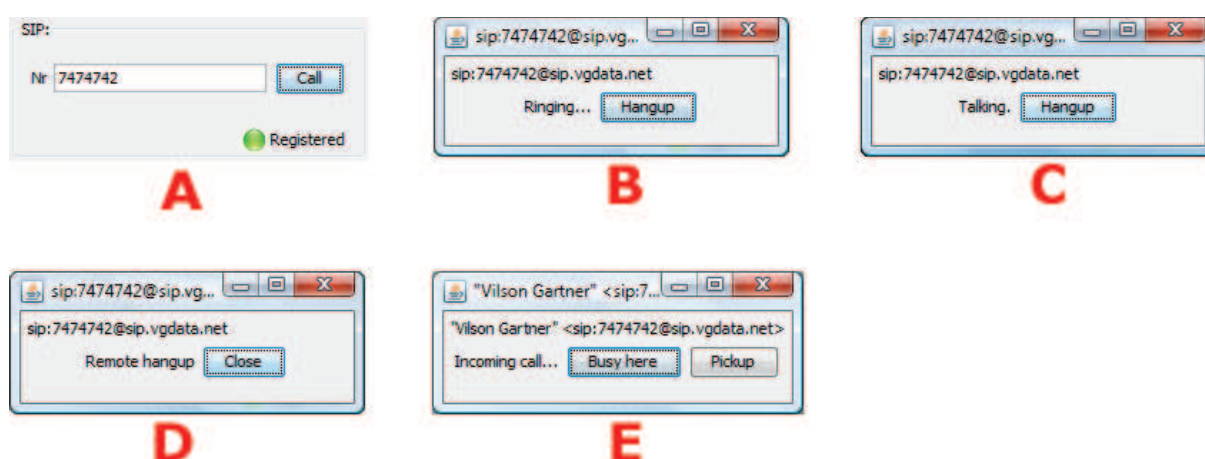 SIP:
Nr 7474742 Call
Registered
A
sip:7474742@sip.vg...
sip:7474742@sip.vgdata.net
Ringing... Hangup
B
sip:7474742@sip.vg...
sip:7474742@sip.vgdata.net
Talking. Hangup
C
sip:7474742@sip.vg...
sip:7474742@sip.vgdata.net
Remote hangup Close
D
"Vilson Gartner" <sip:7...
"Vilson Gartner" <sip:7474742@sip.vgdata.net>
Incoming call... Busy here Pickup
E